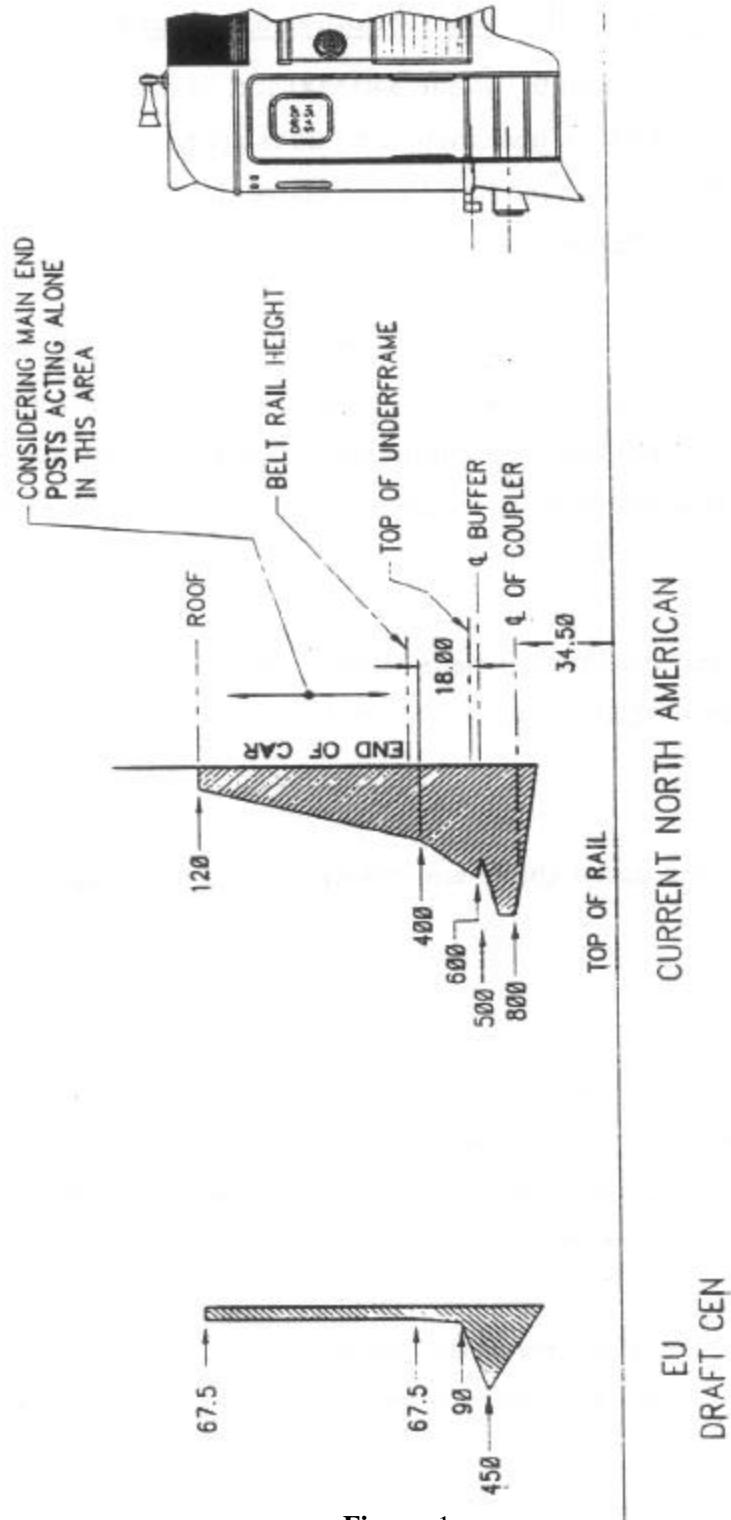 CONSIDERING MAIN END
POSTS ACTING ALONE
IN THIS AREA
DROP
SASH
ROOF
BELT RAIL HEIGHT
TOP OF UNDERFRAME
℄ BUFFER
℄ OF COUPLER
END OF CAR
18.00
34.50
120
400
600
500
800
TOP OF RAIL
CURRENT NORTH AMERICAN
67.5
67.5
90
450
EU
DRAFT CEN